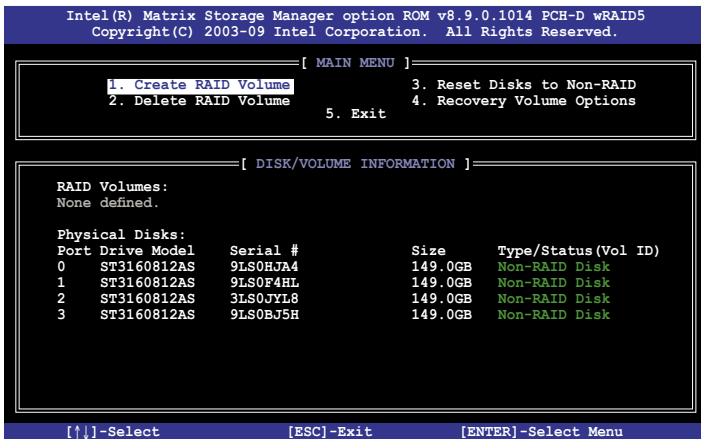 Intel(R) Matrix Storage Manager option ROM v8.9.0.1014 PCH-D wRAID5
Copyright(C) 2003-09 Intel Corporation. All Rights Reserved.
[ MAIN MENU ]
1. Create RAID Volume 3. Reset Disks to Non-RAID
2. Delete RAID Volume 4. Recovery Volume Options
5. Exit
[ DISK/VOLUME INFORMATION ]
RAID Volumes:
None defined.
Physical Disks:
Port Drive Model Serial # Size Type/Status(Vol ID)
0 ST3160812AS 9LS0HJA4 149.0GB Non-RAID Disk
1 ST3160812AS 9LS0F4HL 149.0GB Non-RAID Disk
2 ST3160812AS 3LS0JYL8 149.0GB Non-RAID Disk
3 ST3160812AS 9LS0BJ5H 149.0GB Non-RAID Disk
[↑↓]-Select [ESC]-Exit [ENTER]-Select Menu